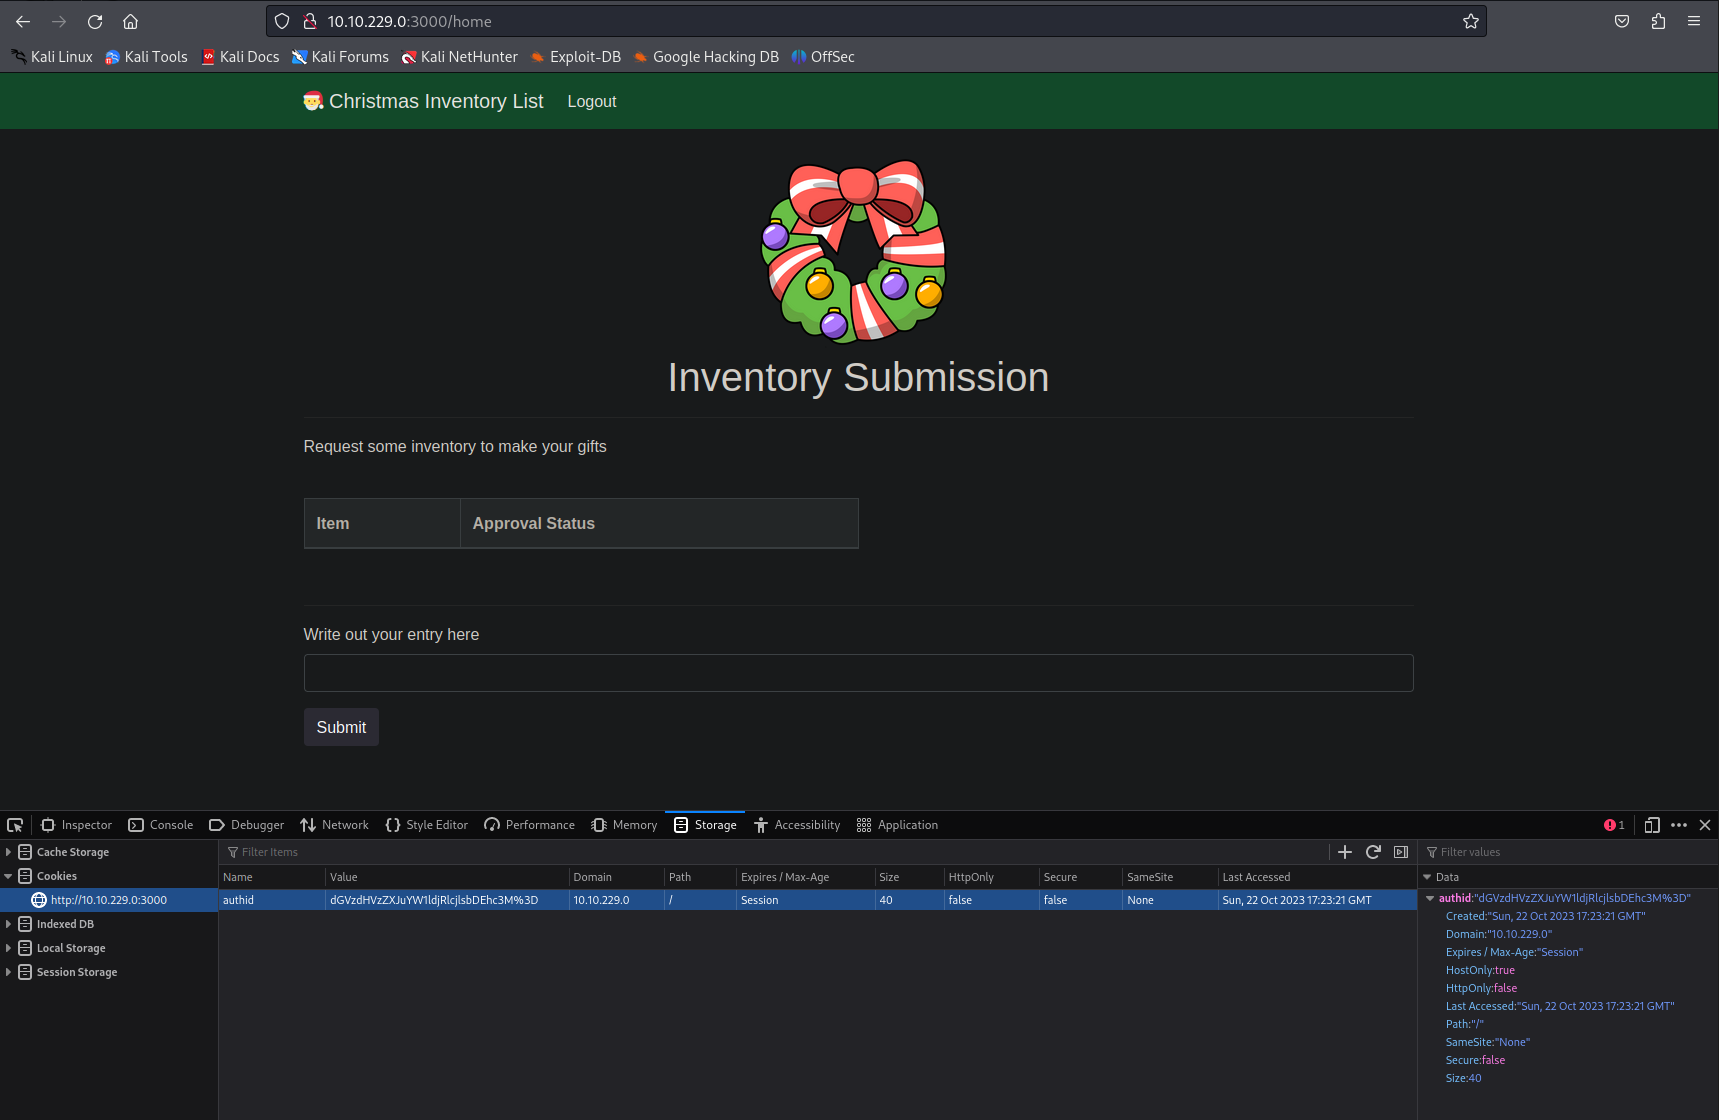 10.10.229.0:3000/home
Kali Linux Kali Tools Kali Docs Kali Forums Kali NetHunter Exploit-DB Google Hacking DB OffSec
Christmas Inventory List Logout
Inventory Submission
Request some inventory to make your gifts
Item Approval Status
Write out your entry here
Submit
Inspector Console Debugger Network Style Editor Performance Memory Storage Accessibility Application 1
Cache Storage
Cookies
http://10.10.229.0:3000
Indexed DB
Local Storage
Session Storage
Filter Items
Name Value Domain Path Expires / Max-Age Size HttpOnly Secure SameSite Last Accessed
authid dGVzdHVzZXJuYW1ldjRlcjlsbDEhc3M%3D 10.10.229.0 / Session 40 false false None Sun, 22 Oct 2023 17:23:21 GMT
Filter values
Data
authid:"dGVzdHVzZXJuYW1ldjRlcjlsbDEhc3M%3D"
Created:"Sun, 22 Oct 2023 17:23:21 GMT"
Domain:"10.10.229.0"
Expires / Max-Age:"Session"
HostOnly:true
HttpOnly:false
Last Accessed:"Sun, 22 Oct 2023 17:23:21 GMT"
Path:"/"
SameSite:"None"
Secure:false
Size:40